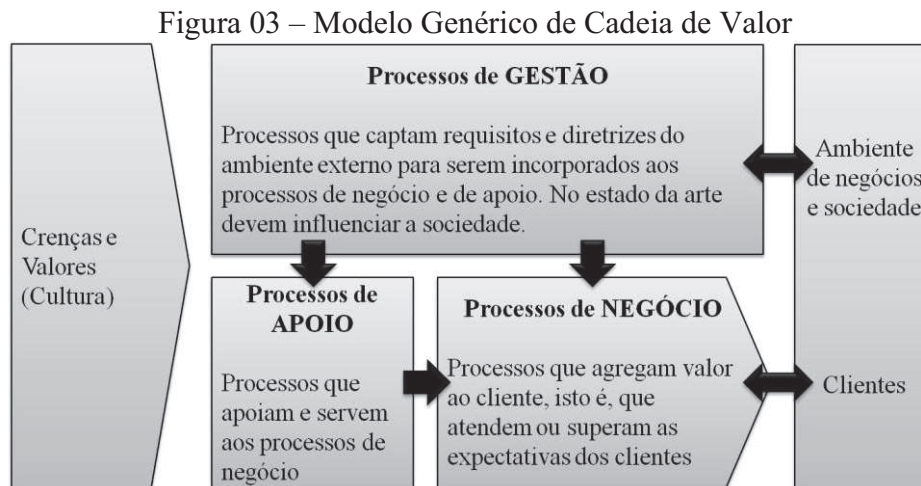 Figura 03 – Modelo Genérico de Cadeia de Valor
Crenças e
Valores
(Cultura)
Processos de GESTÃO
Processos que captam requisitos e diretrizes do
ambiente externo para serem incorporados aos
processos de negócio e de apoio. No estado da arte
devem influenciar a sociedade.
Processos de
APOIO
Processos que
apoiam e servem
aos processos de
negócio
Processos de NEGÓCIO
Processos que agregam valor
ao cliente, isto é, que
atendem ou superam as
expectativas dos clientes
Ambiente
de negócios
e sociedade
Clientes